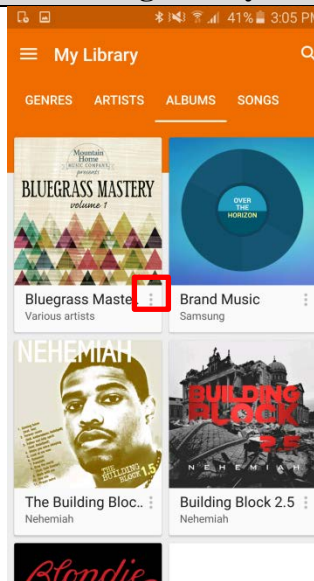 41% 3:05 PM
My Library
GENRES ARTISTS ALBUMS SONGS
Mountain
Home
MUSIC COMPANY
presents
BLUEGRASS MASTERY
volume 1
OVER
THE
HORIZON
Bluegrass Maste..
Various artists
Brand Music
Samsung
NEHEMIAH
THE BUILDING
BLOCK 1.5
BUILDING
BLOCK
2.5
NEHEMIAH
The Building Bloc..
Nehemiah
Building Block 2.5
Nehemiah
Blondie